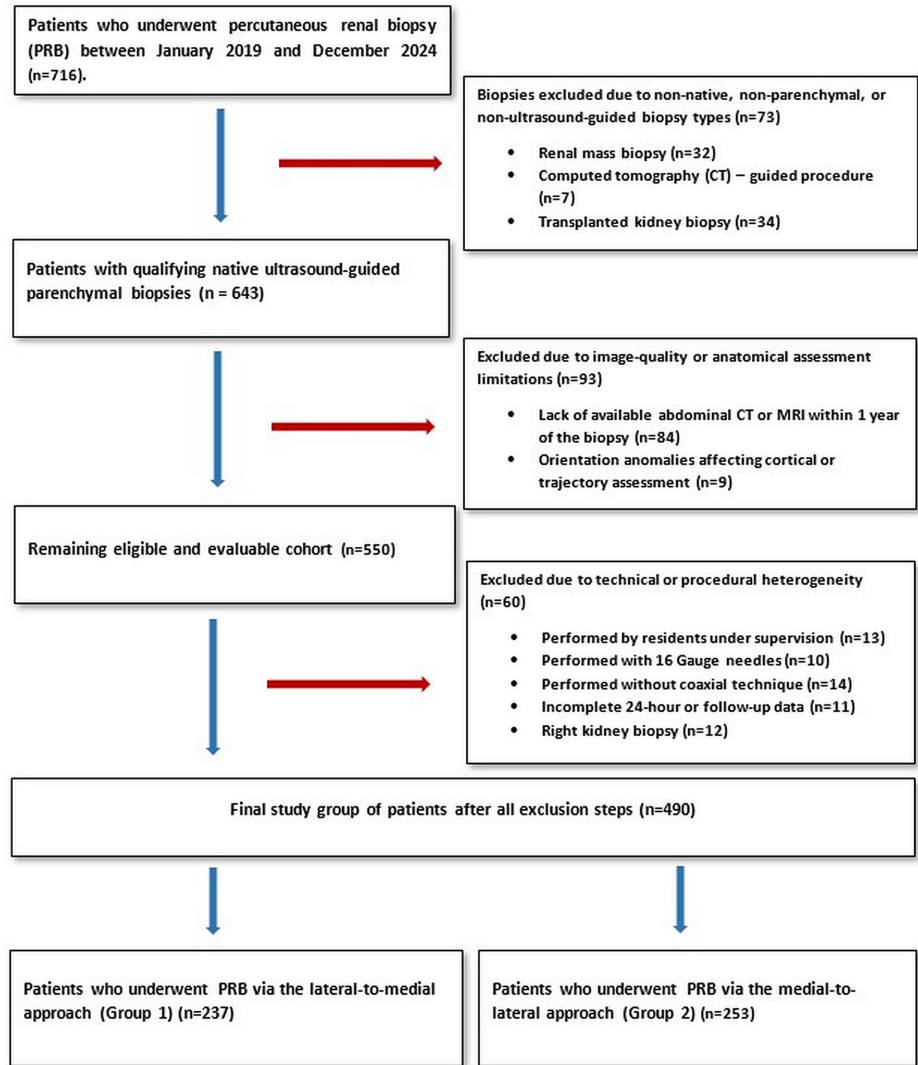 Patients who underwent percutaneous renal biopsy
(PRB) between January 2019 and December 2024
(n=716).
Biopsies excluded due to non-native, non-parenchymal, or
non-ultrasound-guided biopsy types (n=73)
• Renal mass biopsy (n=32)
• Computed tomography (CT) – guided procedure
(n=7)
• Transplanted kidney biopsy (n=34)
Patients with qualifying native ultrasound-guided
parenchymal biopsies (n = 643)
Excluded due to image-quality or anatomical assessment
limitations (n=93)
• Lack of available abdominal CT or MRI within 1 year
of the biopsy (n=84)
• Orientation anomalies affecting cortical or
trajectory assessment (n=9)
Remaining eligible and evaluable cohort (n=550)
Excluded due to technical or procedural heterogeneity
(n=60)
• Performed by residents under supervision (n=13)
• Performed with 16 Gauge needles (n=10)
• Performed without coaxial technique (n=14)
• Incomplete 24-hour or follow-up data (n=11)
• Right kidney biopsy (n=12)
Final study group of patients after all exclusion steps (n=490)
Patients who underwent PRB via the lateral-to-medial
approach (Group 1) (n=237)
Patients who underwent PRB via the medial-to-
lateral approach (Group 2) (n=253)